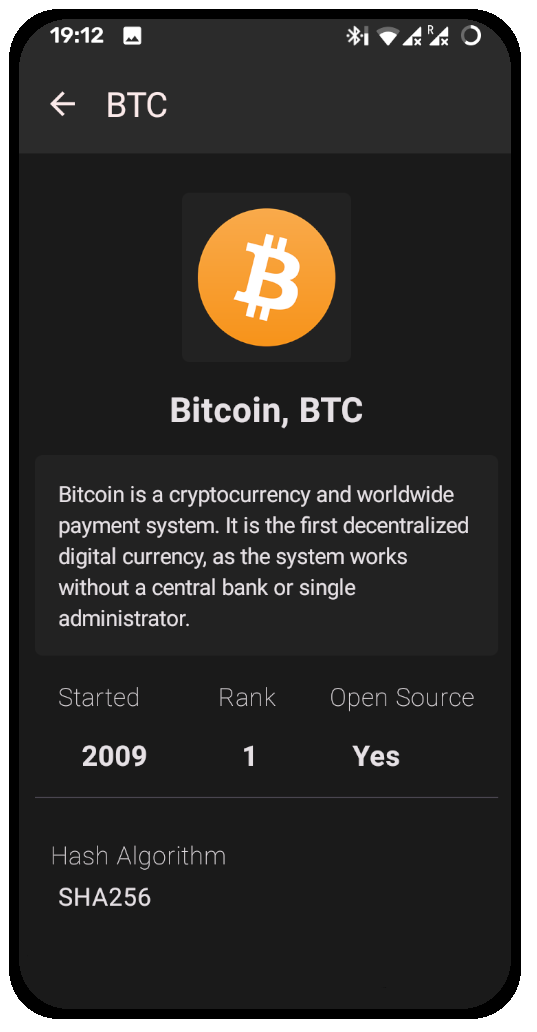 19:12
R
BTC
Bitcoin, BTC
Bitcoin is a cryptocurrency and worldwide
payment system. It is the first decentralized
digital currency, as the system works
without a central bank or single
administrator.
Started Rank Open Source
2009 1 Yes
Hash Algorithm
SHA256